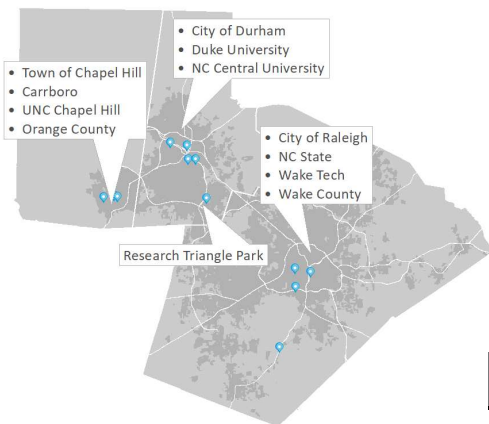 • City of Durham
• Duke University
• NC Central University
• Town of Chapel Hill
• Carrboro
• UNC Chapel Hill
• Orange County
• City of Raleigh
• NC State
• Wake Tech
• Wake County
Research Triangle Park